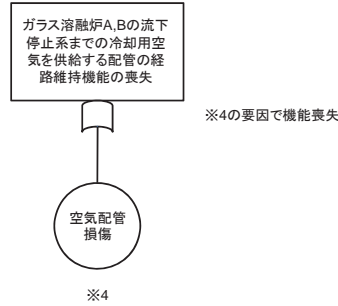 ガラス溶融炉A,Bの流下
停止系までの冷却用空
気を供給する配管の経
路維持機能の喪失
※4の要因で機能喪失
空気配管
損傷
※4